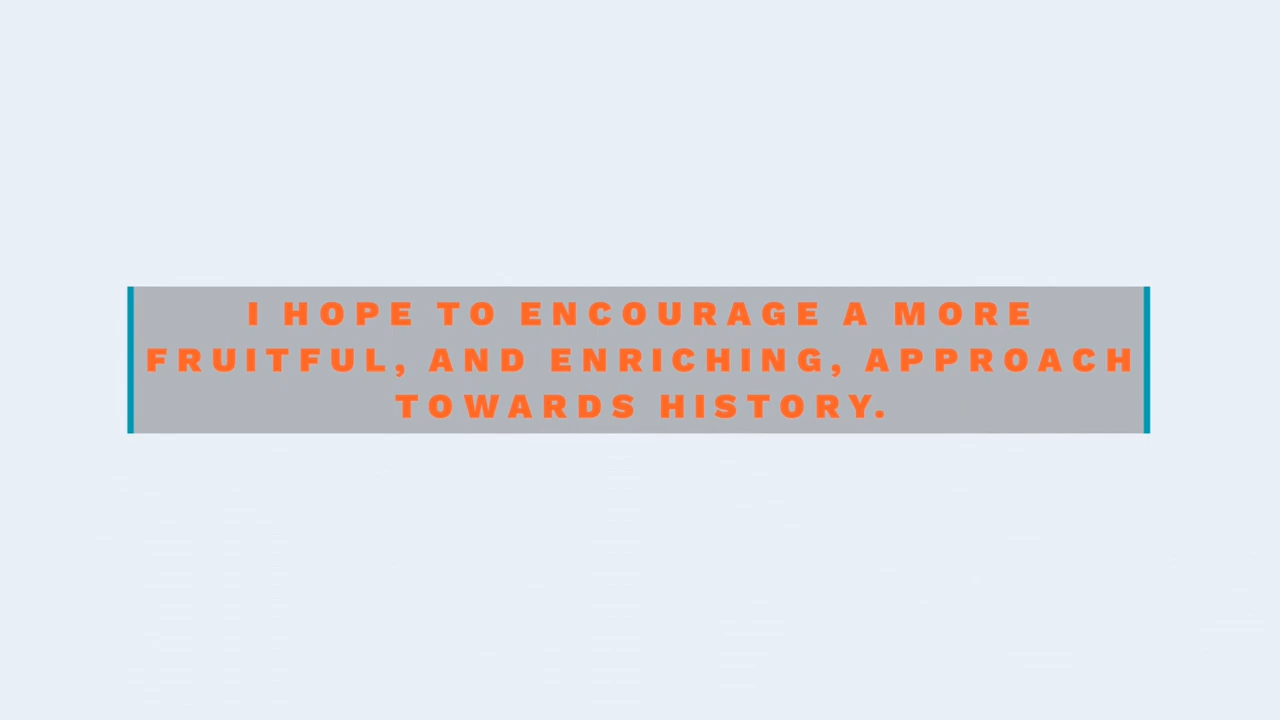 I HOPE TO ENCOURAGE A MORE
FRUITFUL, AND ENRICHING, APPROACH
TOWARDS HISTORY.